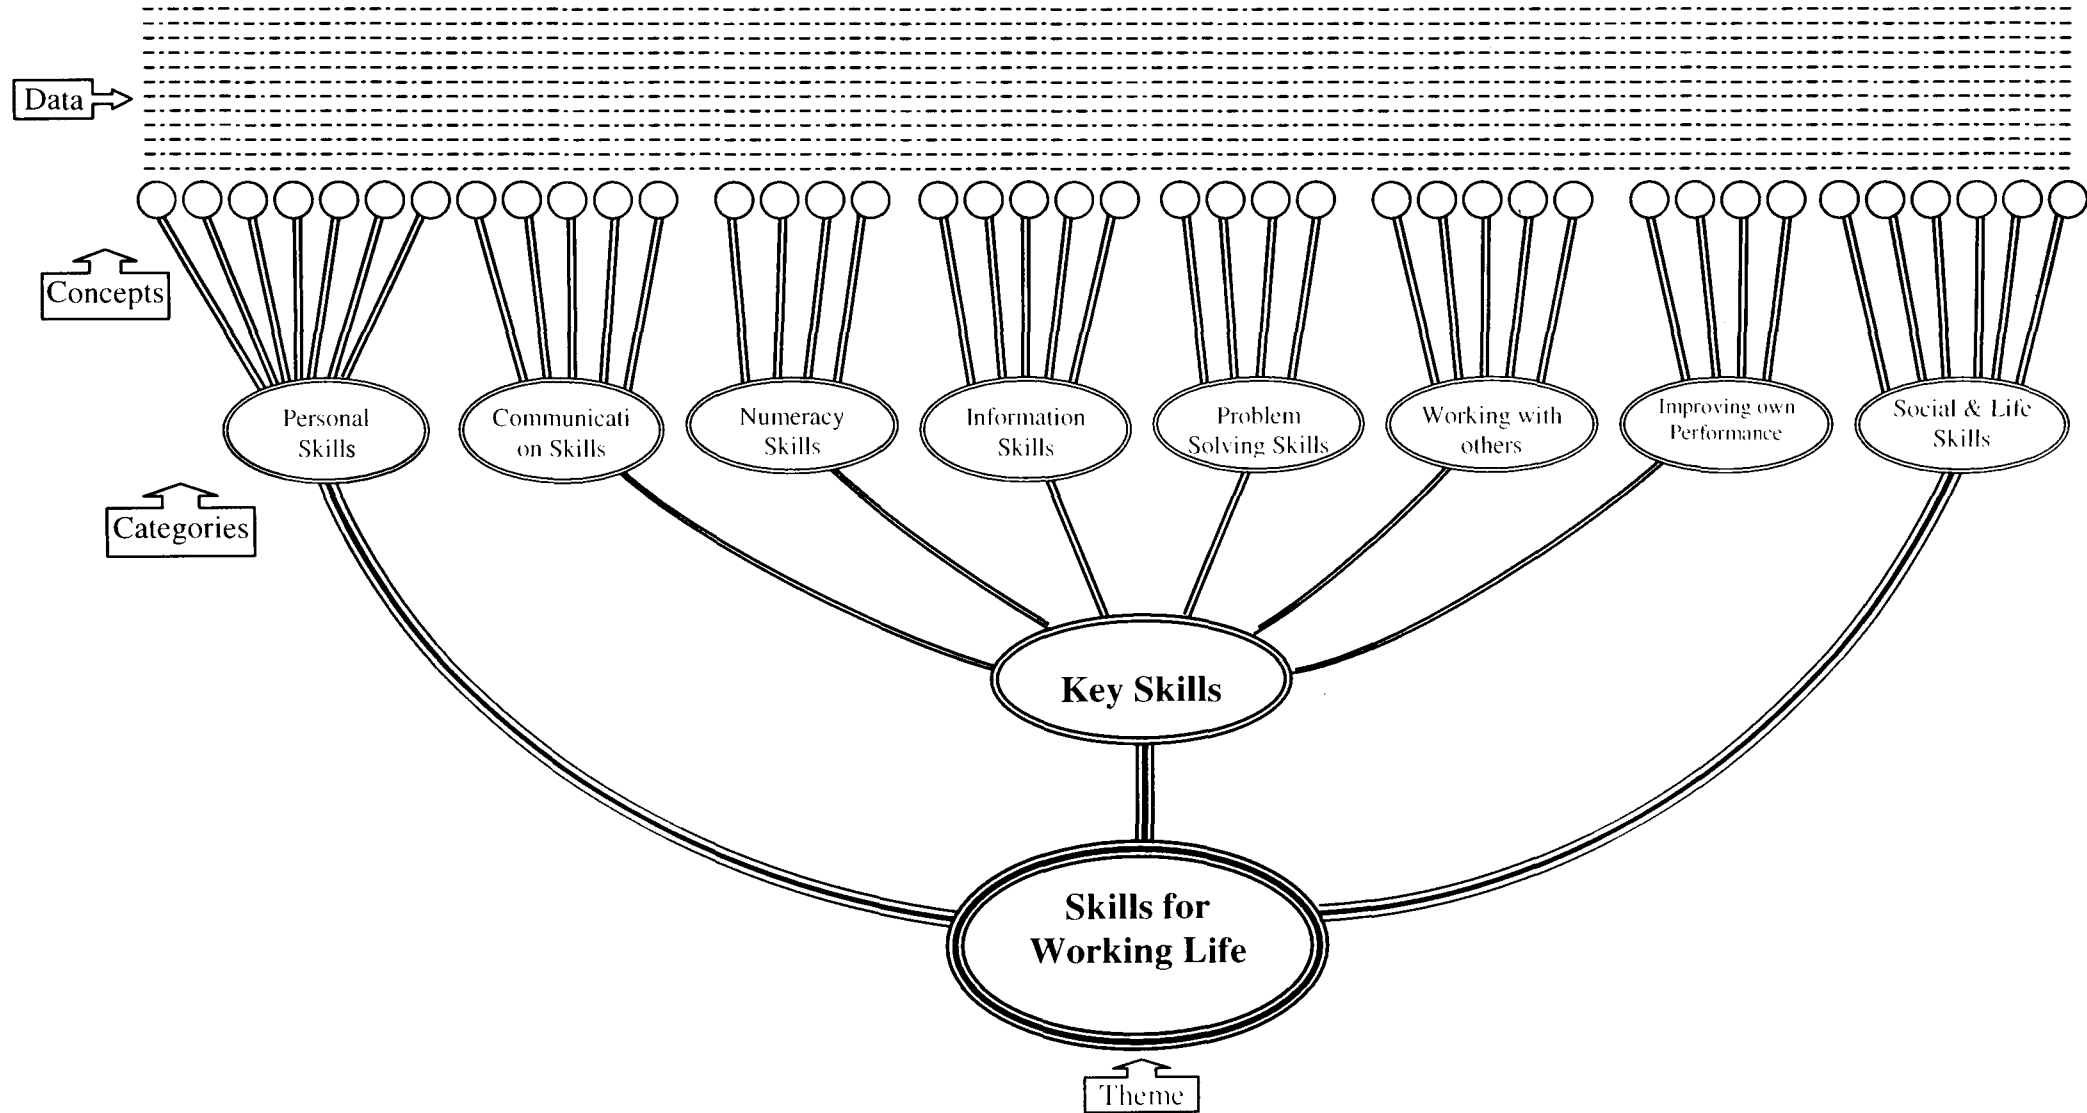 Data
Concepts
Personal
Skills
Communicati
on Skills
Numeracy
Skills
Information
Skills
Problem
Solving Skills
Working with
others
Improving own
Performance
Social & Life
Skills
Categories
Key Skills
Skills for
Working Life
Theme